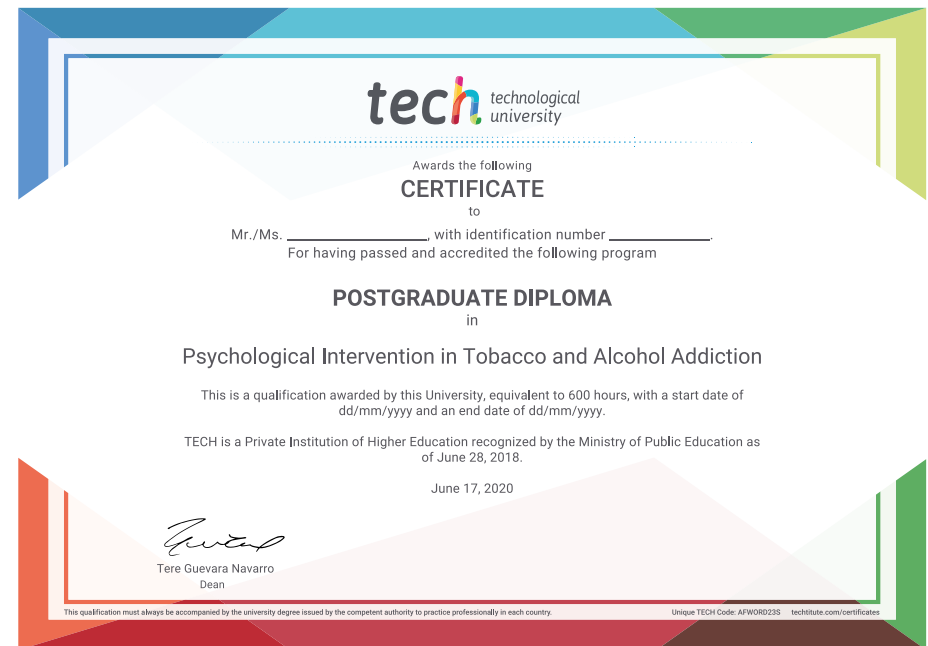 tech technological
university
Awards the following
CERTIFICATE
to
Mr./Ms. ____________, with identification number ____________.
For having passed and accredited the following program
POSTGRADUATE DIPLOMA
in
Psychological Intervention in Tobacco and Alcohol Addiction
This is a qualification awarded by this University, equivalent to 600 hours, with a start date of
dd/mm/yyyy and an end date of dd/mm/yyyy.
TECH is a Private Institution of Higher Education recognized by the Ministry of Public Education as
of June 28, 2018.
June 17, 2020
Tere Guevara Navarro
Dean
This qualification must always be accompanied by the university degree issued by the competent authority to practice professionally in each country.
Unique TECH Code: AFWORD23S techtitute.com/certificates